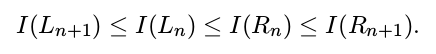 I(L_{n+1}) ≤ I(L_n) ≤ I(R_n) ≤ I(R_{n+1}).